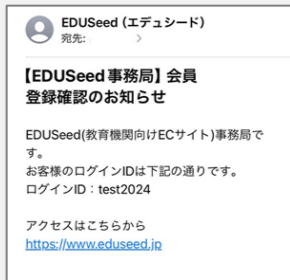 EDUSeed（エデュシード）
宛先:
【EDUSeed事務局】会員
登録確認のお知らせ
EDUSeed(教育機関向けECサイト)事務局で
す。
お客様のログインIDは下記の通りです。
ログインID：test2024
アクセスはこちらから
https://www.eduseed.jp